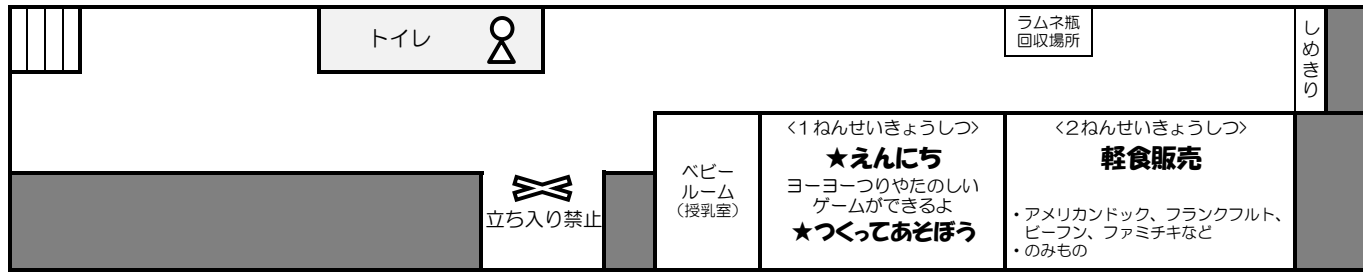 トイレ
ラムネ瓶
回収場所
しめきり
立ち入り禁止
ベビー
ルーム
（授乳室）
〈１ねんせいきょうしつ〉
★えんにち
ヨーヨーつりやたのしい
ゲームができるよ
★つくってあそぼう
〈２ねんせいきょうしつ〉
軽食販売
・アメリカンドック、フランクフルト、
ビーフン、ファミチキなど
・のみもの